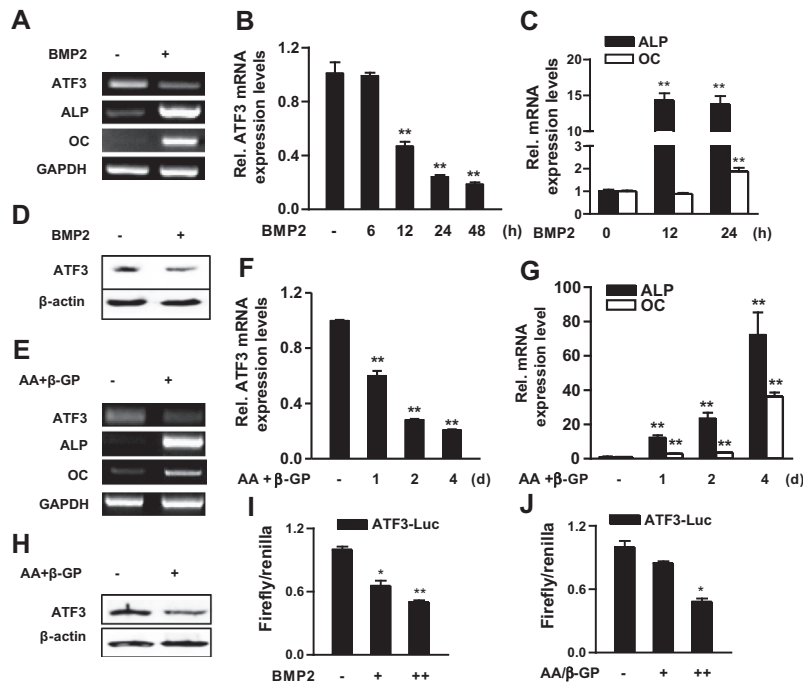 A
- +
BMP2
ATF3
ALP
OC
GAPDH
B
Rel. ATF3 mRNA
expression levels
1.2
0.8
0.4
0.0
**
**
**
BMP2 - 6 12 24 48 (h)
C
ALP
OC
Rel. mRNA
expression levels
20
15
10
2
1
0
**
**
**
BMP2 0 12 24 (h)
D
BMP2
- +
ATF3
β-actin
E
AA+β-GP
- +
ATF3
ALP
OC
GAPDH
F
Rel. ATF3 mRNA
expression levels
1.2
0.8
0.4
0.0
**
**
**
AA +β-GP - 1 2 4 (d)
G
ALP
OC
Rel. mRNA
expression level
100
80
60
40
20
0
**
**
**
**
**
**
AA +β-GP - 1 2 4 (d)
H
AA+β-GP
- +
ATF3
β-actin
I
ATF3-Luc
Firefly/renilla
1.2
0.6
0.0
*
**
BMP2 - + ++
J
ATF3-Luc
Firefly/renilla
1.2
0.6
0.0
*
AA/β-GP - + ++